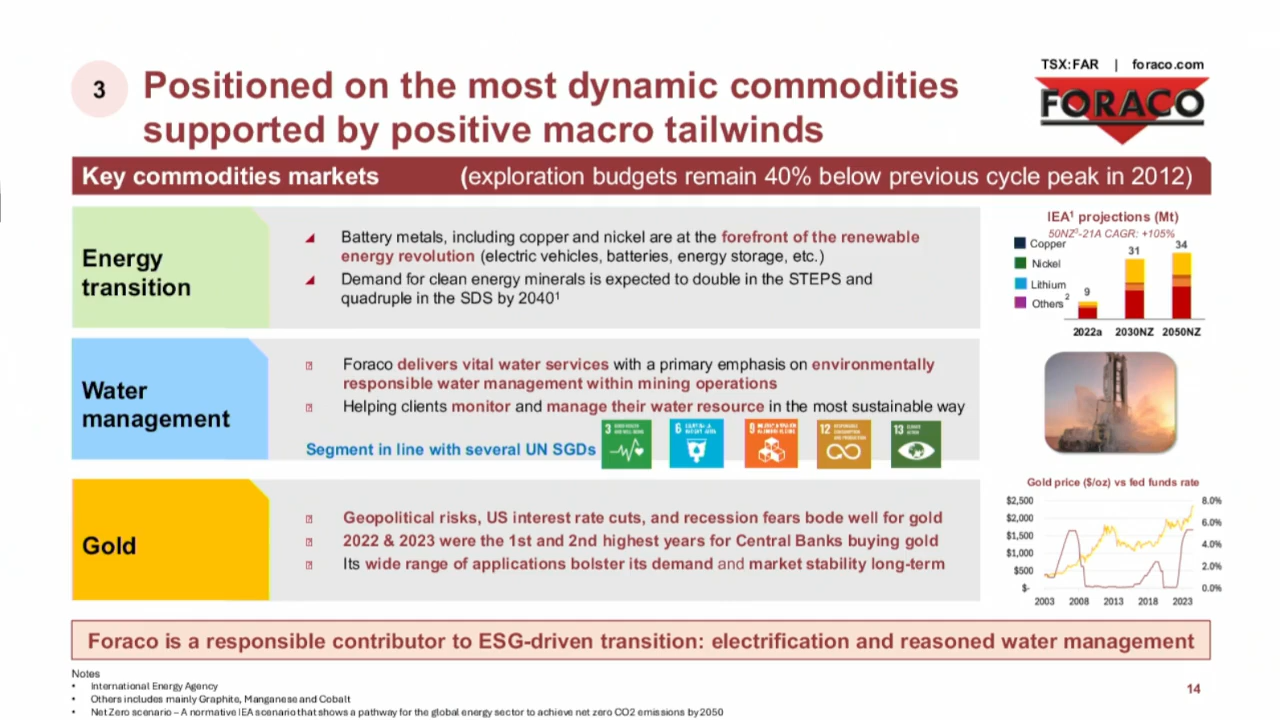 TSX:FAR | foraco.com
FORACO
3
Positioned on the most dynamic commodities
supported by positive macro tailwinds
Key commodities markets (exploration budgets remain 40% below previous cycle peak in 2012)
Energy
transition
Battery metals, including copper and nickel are at the forefront of the renewable
energy revolution (electric vehicles, batteries, energy storage, etc.)
Demand for clean energy minerals is expected to double in the STEPS and
quadruple in the SDS by 2040¹
IEA¹ projections (Mt)
50NZ³-21A CAGR: +105%
Copper
Nickel
Lithium
Others²
9
31
34
2022a 2030NZ 2050NZ
Water
management
Foraco delivers vital water services with a primary emphasis on environmentally
responsible water management within mining operations
Helping clients monitor and manage their water resource in the most sustainable way
Segment in line with several UN SGDs
3
6
9
12
13
Gold
Geopolitical risks, US interest rate cuts, and recession fears bode well for gold
2022 & 2023 were the 1st and 2nd highest years for Central Banks buying gold
Its wide range of applications bolster its demand and market stability long-term
Gold price ($/oz) vs fed funds rate
$2,500 8.0%
$2,000 6.0%
$1,500 4.0%
$1,000 2.0%
$500 0.0%
$-
2003 2008 2013 2018 2023
Foraco is a responsible contributor to ESG-driven transition: electrification and reasoned water management
Notes
• International Energy Agency
• Others includes mainly Graphite, Manganese and Cobalt
• Net Zero scenario – A normative IEA scenario that shows a pathway for the global energy sector to achieve net zero CO2 emissions by 2050
14